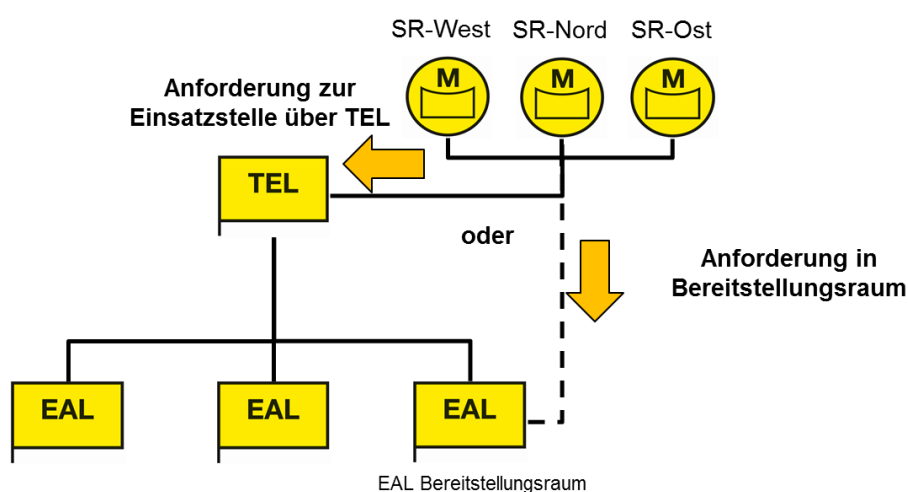 SR-West SR-Nord SR-Ost
M M M
Anforderung zur
Einsatzstelle über TEL
TEL
oder
Anforderung in
Bereitstellungsraum
EAL EAL EAL
EAL Bereitstellungsraum